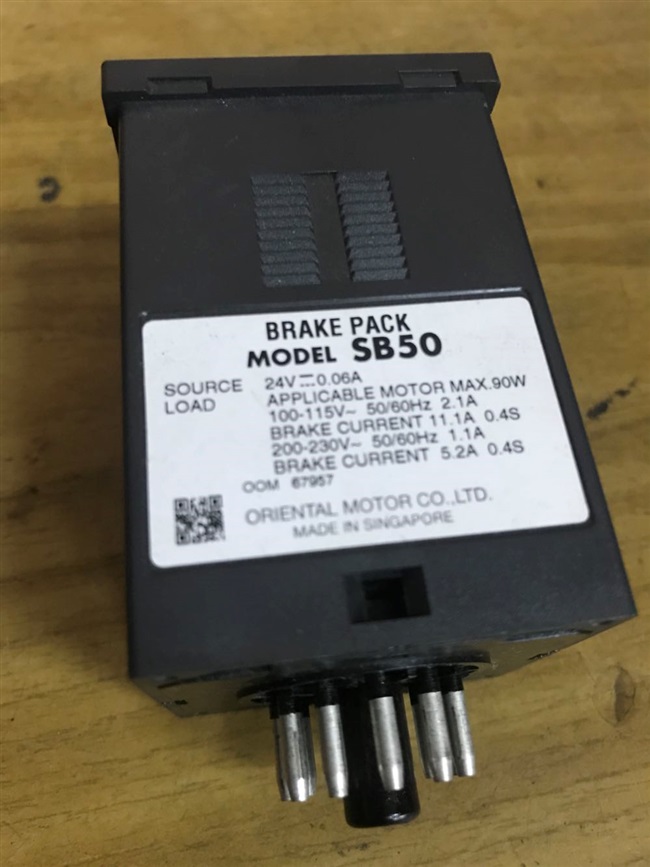 BRAKE PACK
MODEL SB50
SOURCE 24V⎓0.06A
LOAD APPLICABLE MOTOR MAX.90W
100-115V~ 50/60Hz 2.1A
BRAKE CURRENT 11.1A 0.4S
200-230V~ 50/60Hz 1.1A
BRAKE CURRENT 5.2A 0.4S
OOM 67957
ORIENTAL MOTOR CO.,LTD.
MADE IN SINGAPORE